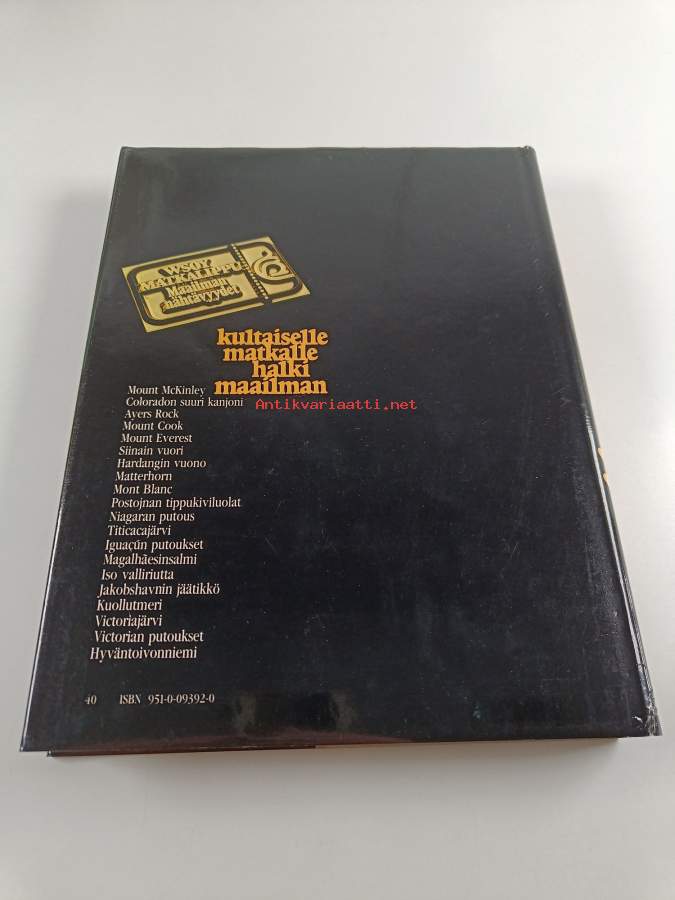 WSOY
MATKALIPPU
Maailman
nähtävyydet
kultaiselle
matkalle
halki
maailman
Mount McKinley
Coloradon suuri kanjoni
Antikvariaatti.net
Ayers Rock
Mount Cook
Mount Everest
Siinain vuori
Hardangin vuono
Matterhorn
Mont Blanc
Postojnan tippukiviluolat
Niagaran putous
Titicacajärvi
Iguaçún putoukset
Magalhãesinsalmi
Iso valliriutta
Jakobshavnin jäätikkö
Kuollutmeri
Victoriajärvi
Victorian putoukset
Hyväntoivonniemi
40 ISBN 951-0-09392-0